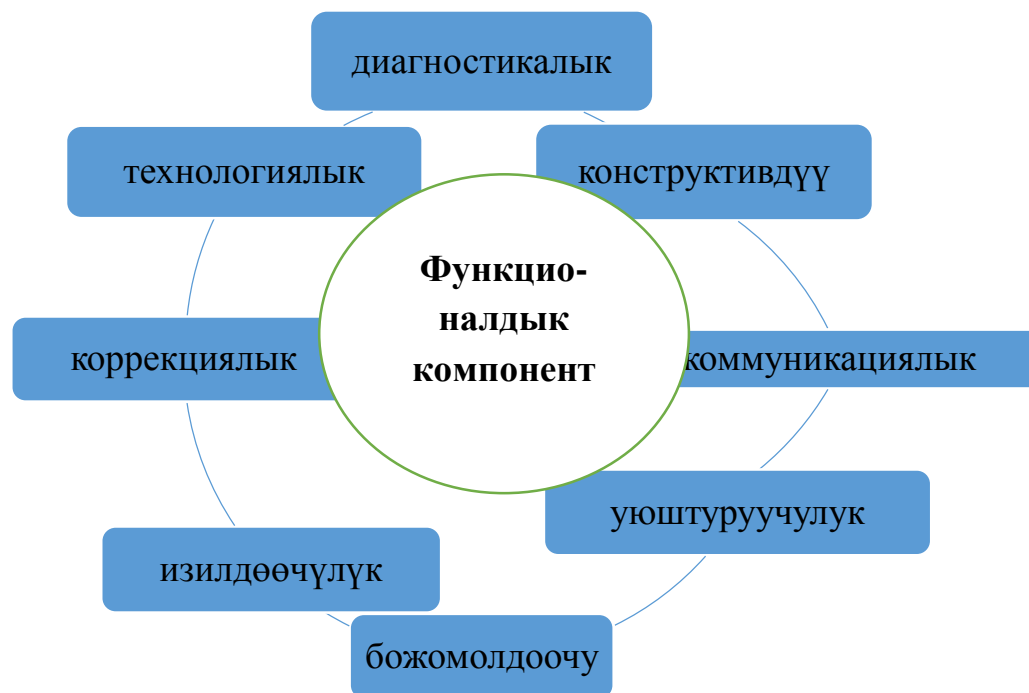 диагностикалык
технологиялык
конструктивдүү
Функцио-
налдык
компонент
коррекциялык
коммуникациялык
уюштуруучулук
изилдөөчүлүк
божомолдоочу